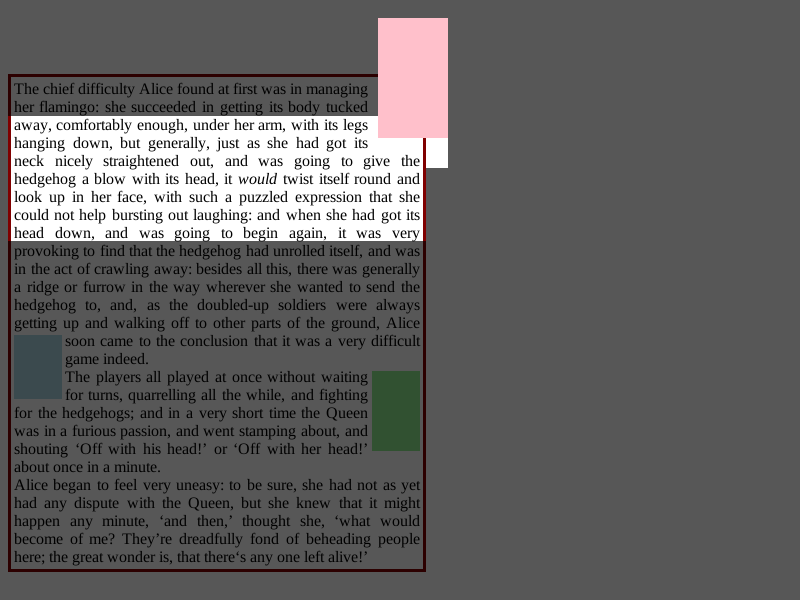 The chief difficulty Alice found at first was in managing
her flamingo: she succeeded in getting its body tucked
away, comfortably enough, under her arm, with its legs
hanging down, but generally, just as she had got its
neck nicely straightened out, and was going to give the
hedgehog a blow with its head, it would twist itself round and
look up in her face, with such a puzzled expression that she
could not help bursting out laughing: and when she had got its
head down, and was going to begin again, it was very
provoking to find that the hedgehog had unrolled itself, and was
in the act of crawling away: besides all this, there was generally
a ridge or furrow in the way wherever she wanted to send the
hedgehog to, and, as the doubled-up soldiers were always
getting up and walking off to other parts of the ground, Alice
soon came to the conclusion that it was a very difficult
game indeed.
The players all played at once without waiting
for turns, quarrelling all the while, and fighting
for the hedgehogs; and in a very short time the Queen
was in a furious passion, and went stamping about, and
shouting ‘Off with his head!’ or ‘Off with her head!’
about once in a minute.
Alice began to feel very uneasy: to be sure, she had not as yet
had any dispute with the Queen, but she knew that it might
happen any minute, ‘and then,’ thought she, ‘what would
become of me? They’re dreadfully fond of beheading people
here; the great wonder is, that there‘s any one left alive!’